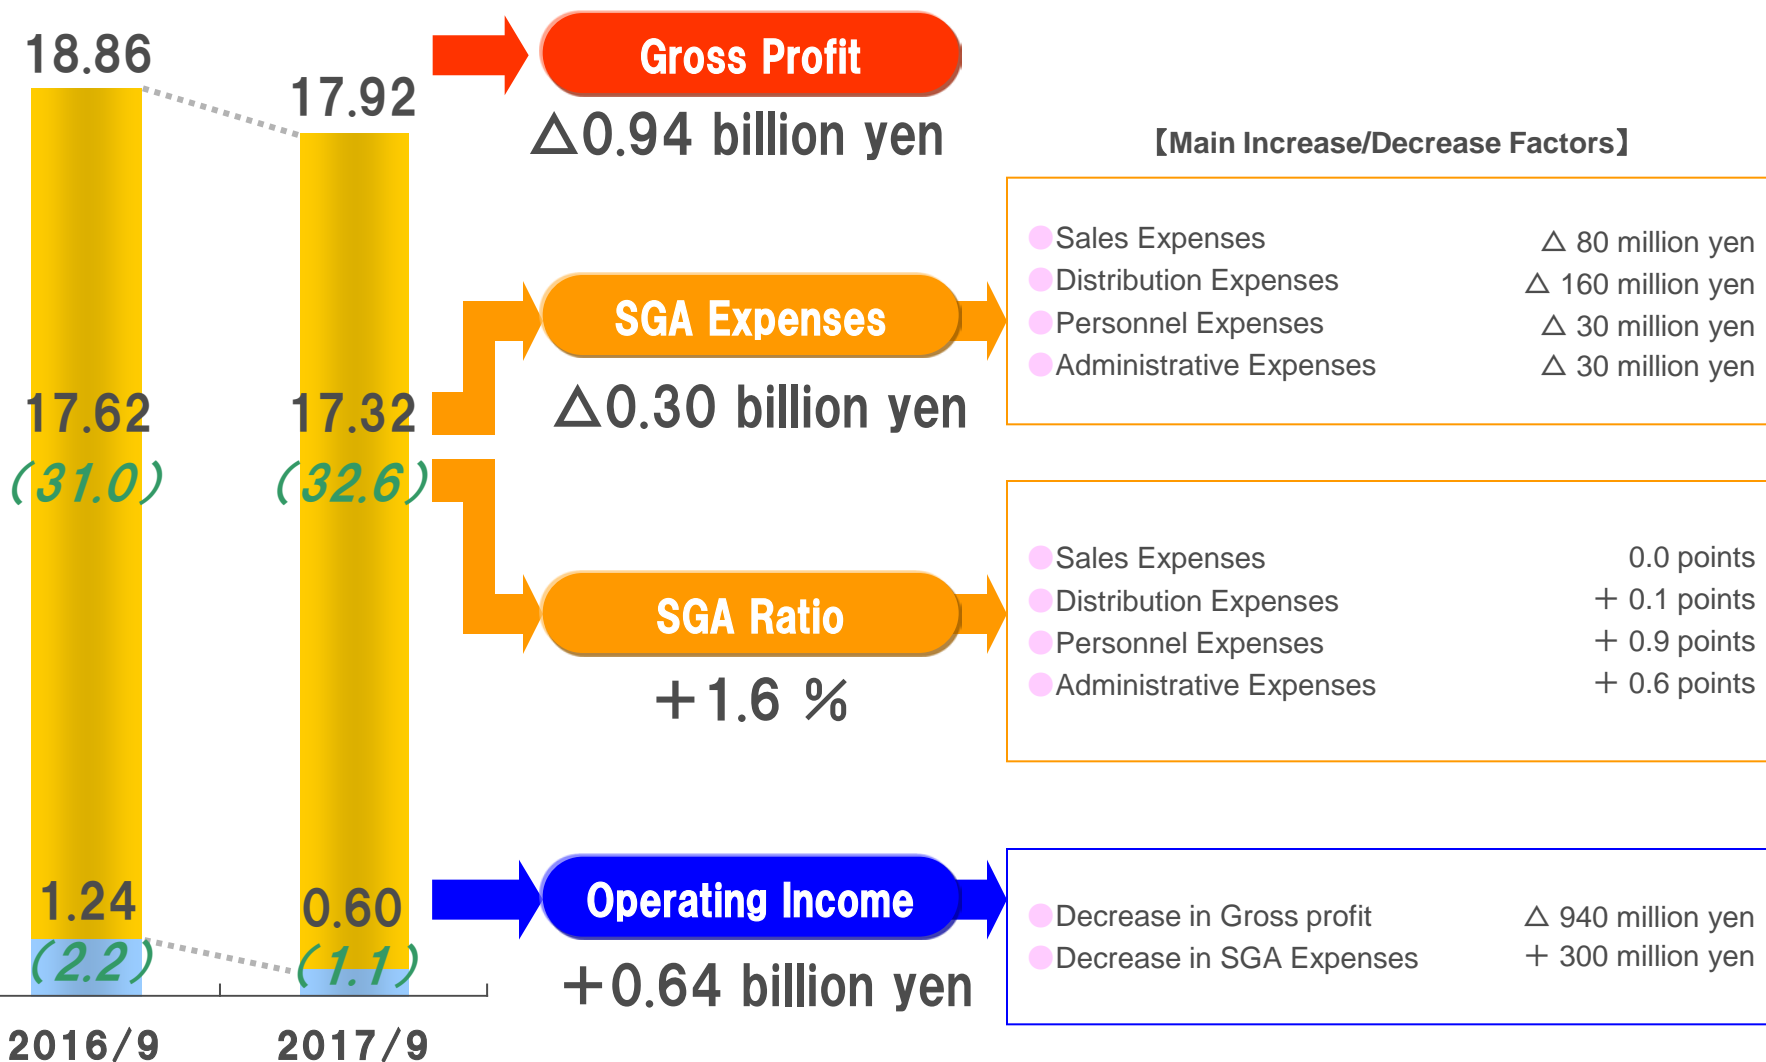 18.86
17.92
17.62
(31.0)
17.32
(32.6)
1.24
(2.2)
0.60
(1.1)
2016/9
2017/9
Gross Profit
△0.94 billion yen
SGA Expenses
△0.30 billion yen
SGA Ratio
+1.6 %
Operating Income
+0.64 billion yen
【Main Increase/Decrease Factors】
Sales Expenses △ 80 million yen
Distribution Expenses △ 160 million yen
Personnel Expenses △ 30 million yen
Administrative Expenses △ 30 million yen
Sales Expenses 0.0 points
Distribution Expenses + 0.1 points
Personnel Expenses + 0.9 points
Administrative Expenses + 0.6 points
Decrease in Gross profit △ 940 million yen
Decrease in SGA Expenses + 300 million yen